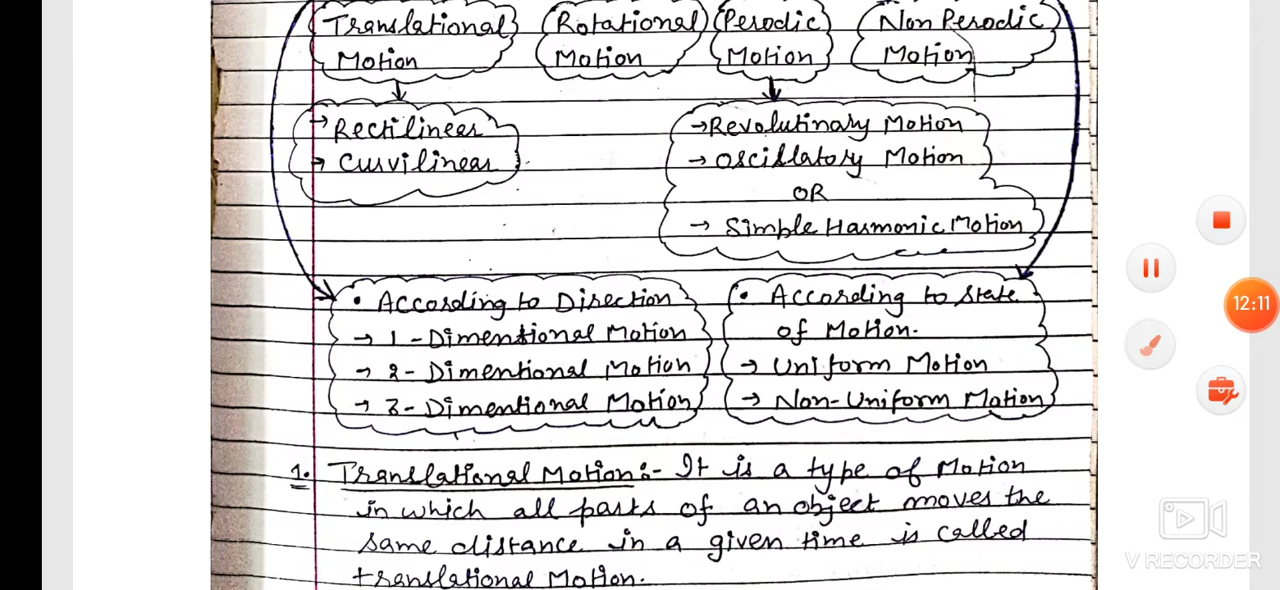 Translational
Motion
Rotational
Motion
Perodic
Motion
Non Perodic
Motion
→ Rectilinear
→ Curvilinear
→ Revolutinary Motion
→ Oscillatory Motion
OR
→ Simple Harmonic Motion
• According to Direction
→ 1-Dimentional Motion
→ 2-Dimentional Motion
→ 3-Dimentional Motion
• According to State
of Motion.
→ Uniform Motion
→ Non-Uniform Motion
1. Translational Motion:- It is a type of Motion
in which all parts of an object moves the
same distance in a given time is called
translational Motion.
12:11
V RECORDER